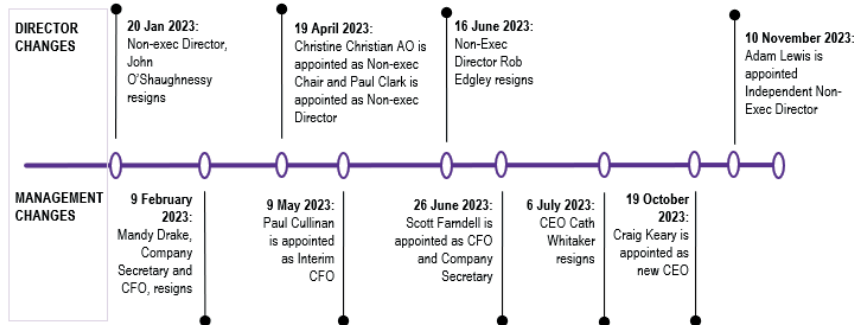 DIRECTOR
CHANGES
20 Jan 2023:
Non-exec Director,
John
O'Shaughnessy
resigns
19 April 2023:
Christine Christian AO is
appointed as Non-exec
Chair and Paul Clark is
appointed as Non-exec
Director
16 June 2023:
Non-Exec
Director Rob
Edgley resigns
10 November 2023:
Adam Lewis is
appointed
Independent Non-
Exec Director
MANAGEMENT
CHANGES
9 February
2023:
Mandy Drake,
Company
Secretary and
CFO, resigns
9 May 2023:
Paul Cullinan
is appointed
as Interim
CFO
26 June 2023:
Scott Farndell is
appointed as CFO
and Company
Secretary
6 July 2023:
CEO Cath
Whitaker
resigns
19 October
2023:
Craig Keary is
appointed as
new CEO